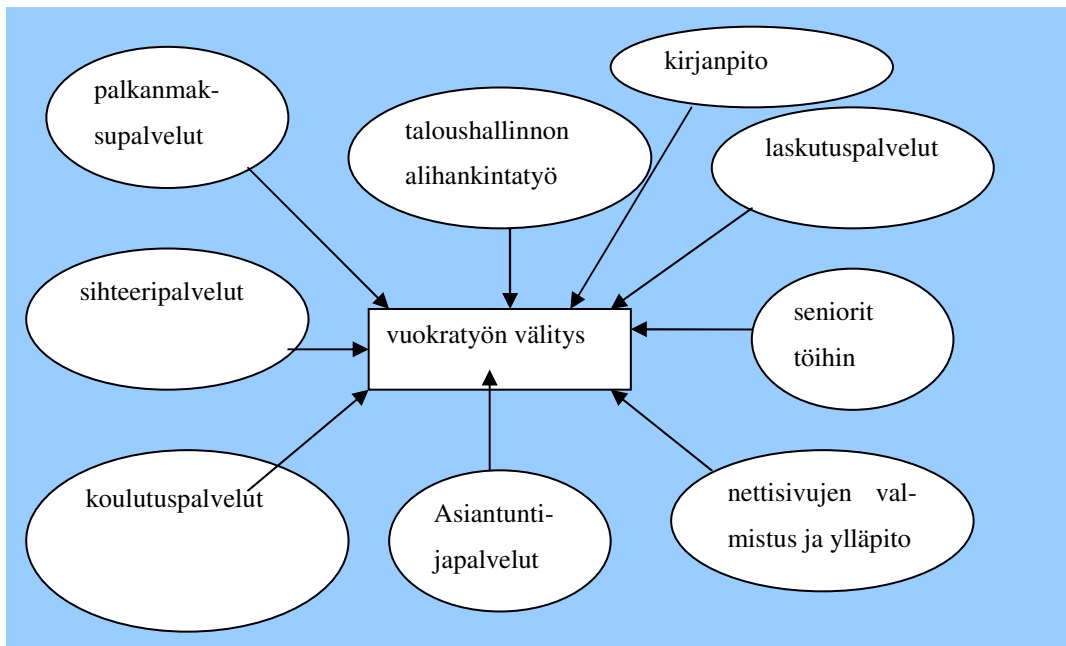 palkanmak-
supalvelut
taloushallinnon
alihankintatyö
kirjanpito
laskutuspalvelut
sihteeripalvelut
vuokratyön välitys
seniorit
töihin
koulutuspalvelut
Asiantunti-
japalvelut
nettisivujen val-
mistus ja ylläpito